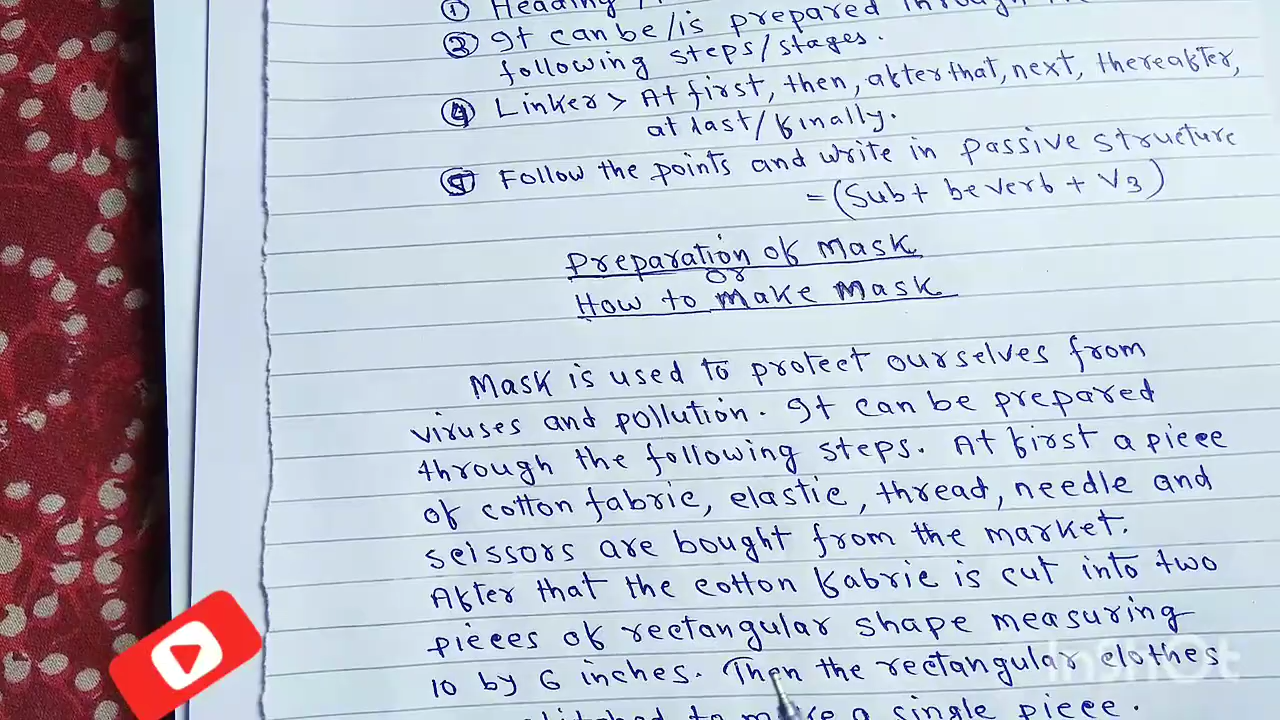 ① Heading
② It can be/is prepared through
following steps/stages.
④ Linker > At first, then, after that, next, thereafter,
at last/finally.
⑤ Follow the points and write in passive structure
= (Sub + be verb + V3)
Preparation of Mask
or
How to make mask
Mask is used to protect ourselves from
viruses and pollution. It can be prepared
through the following steps. At first a piece
of cotton fabric, elastic, thread, needle and
scissors are bought from the market.
After that the cotton fabric is cut into two
pieces of rectangular shape measuring
10 by 6 inches. Then the rectangular clothes
to make a single piece.
InShOt